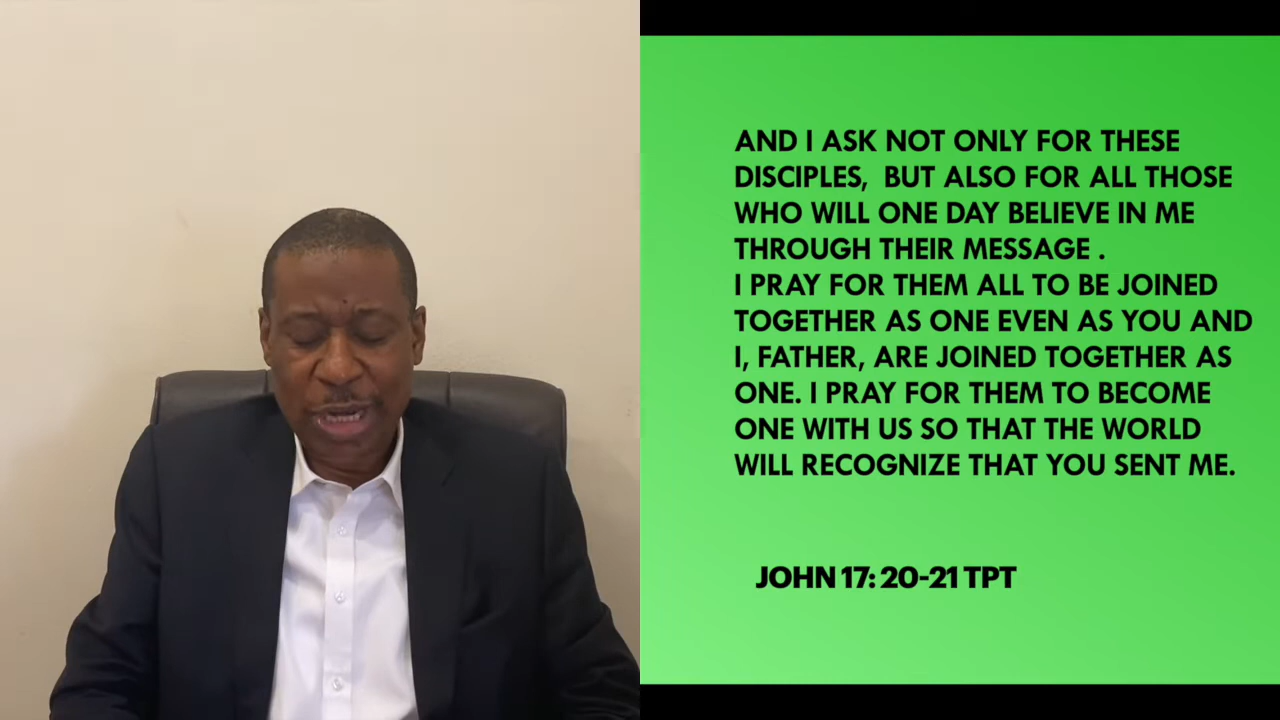 AND I ASK NOT ONLY FOR THESE
DISCIPLES, BUT ALSO FOR ALL THOSE
WHO WILL ONE DAY BELIEVE IN ME
THROUGH THEIR MESSAGE .
I PRAY FOR THEM ALL TO BE JOINED
TOGETHER AS ONE EVEN AS YOU AND
I, FATHER, ARE JOINED TOGETHER AS
ONE. I PRAY FOR THEM TO BECOME
ONE WITH US SO THAT THE WORLD
WILL RECOGNIZE THAT YOU SENT ME.
JOHN 17: 20-21 TPT